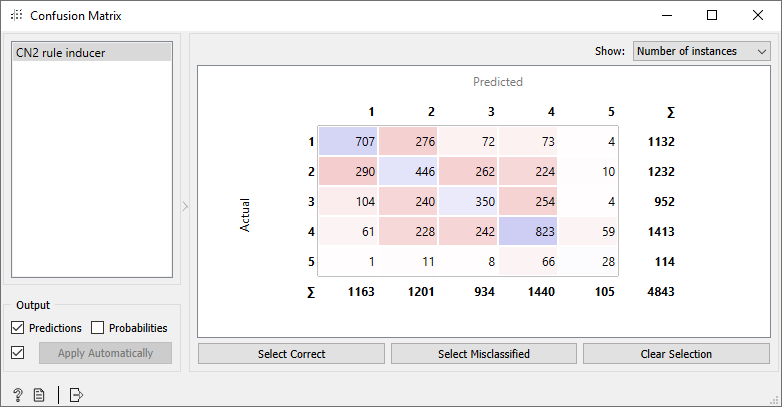 Confusion Matrix
CN2 rule inducer
Show: Number of instances
Predicted
1 2 3 4 5 Σ
1 707 276 72 73 4 1132
2 290 446 262 224 10 1232
3 104 240 350 254 4 952
Actual
4 61 228 242 823 59 1413
5 1 11 8 66 28 114
Σ 1163 1201 934 1440 105 4843
Output
Predictions Probabilities
Apply Automatically
Select Correct Select Misclassified Clear Selection
?